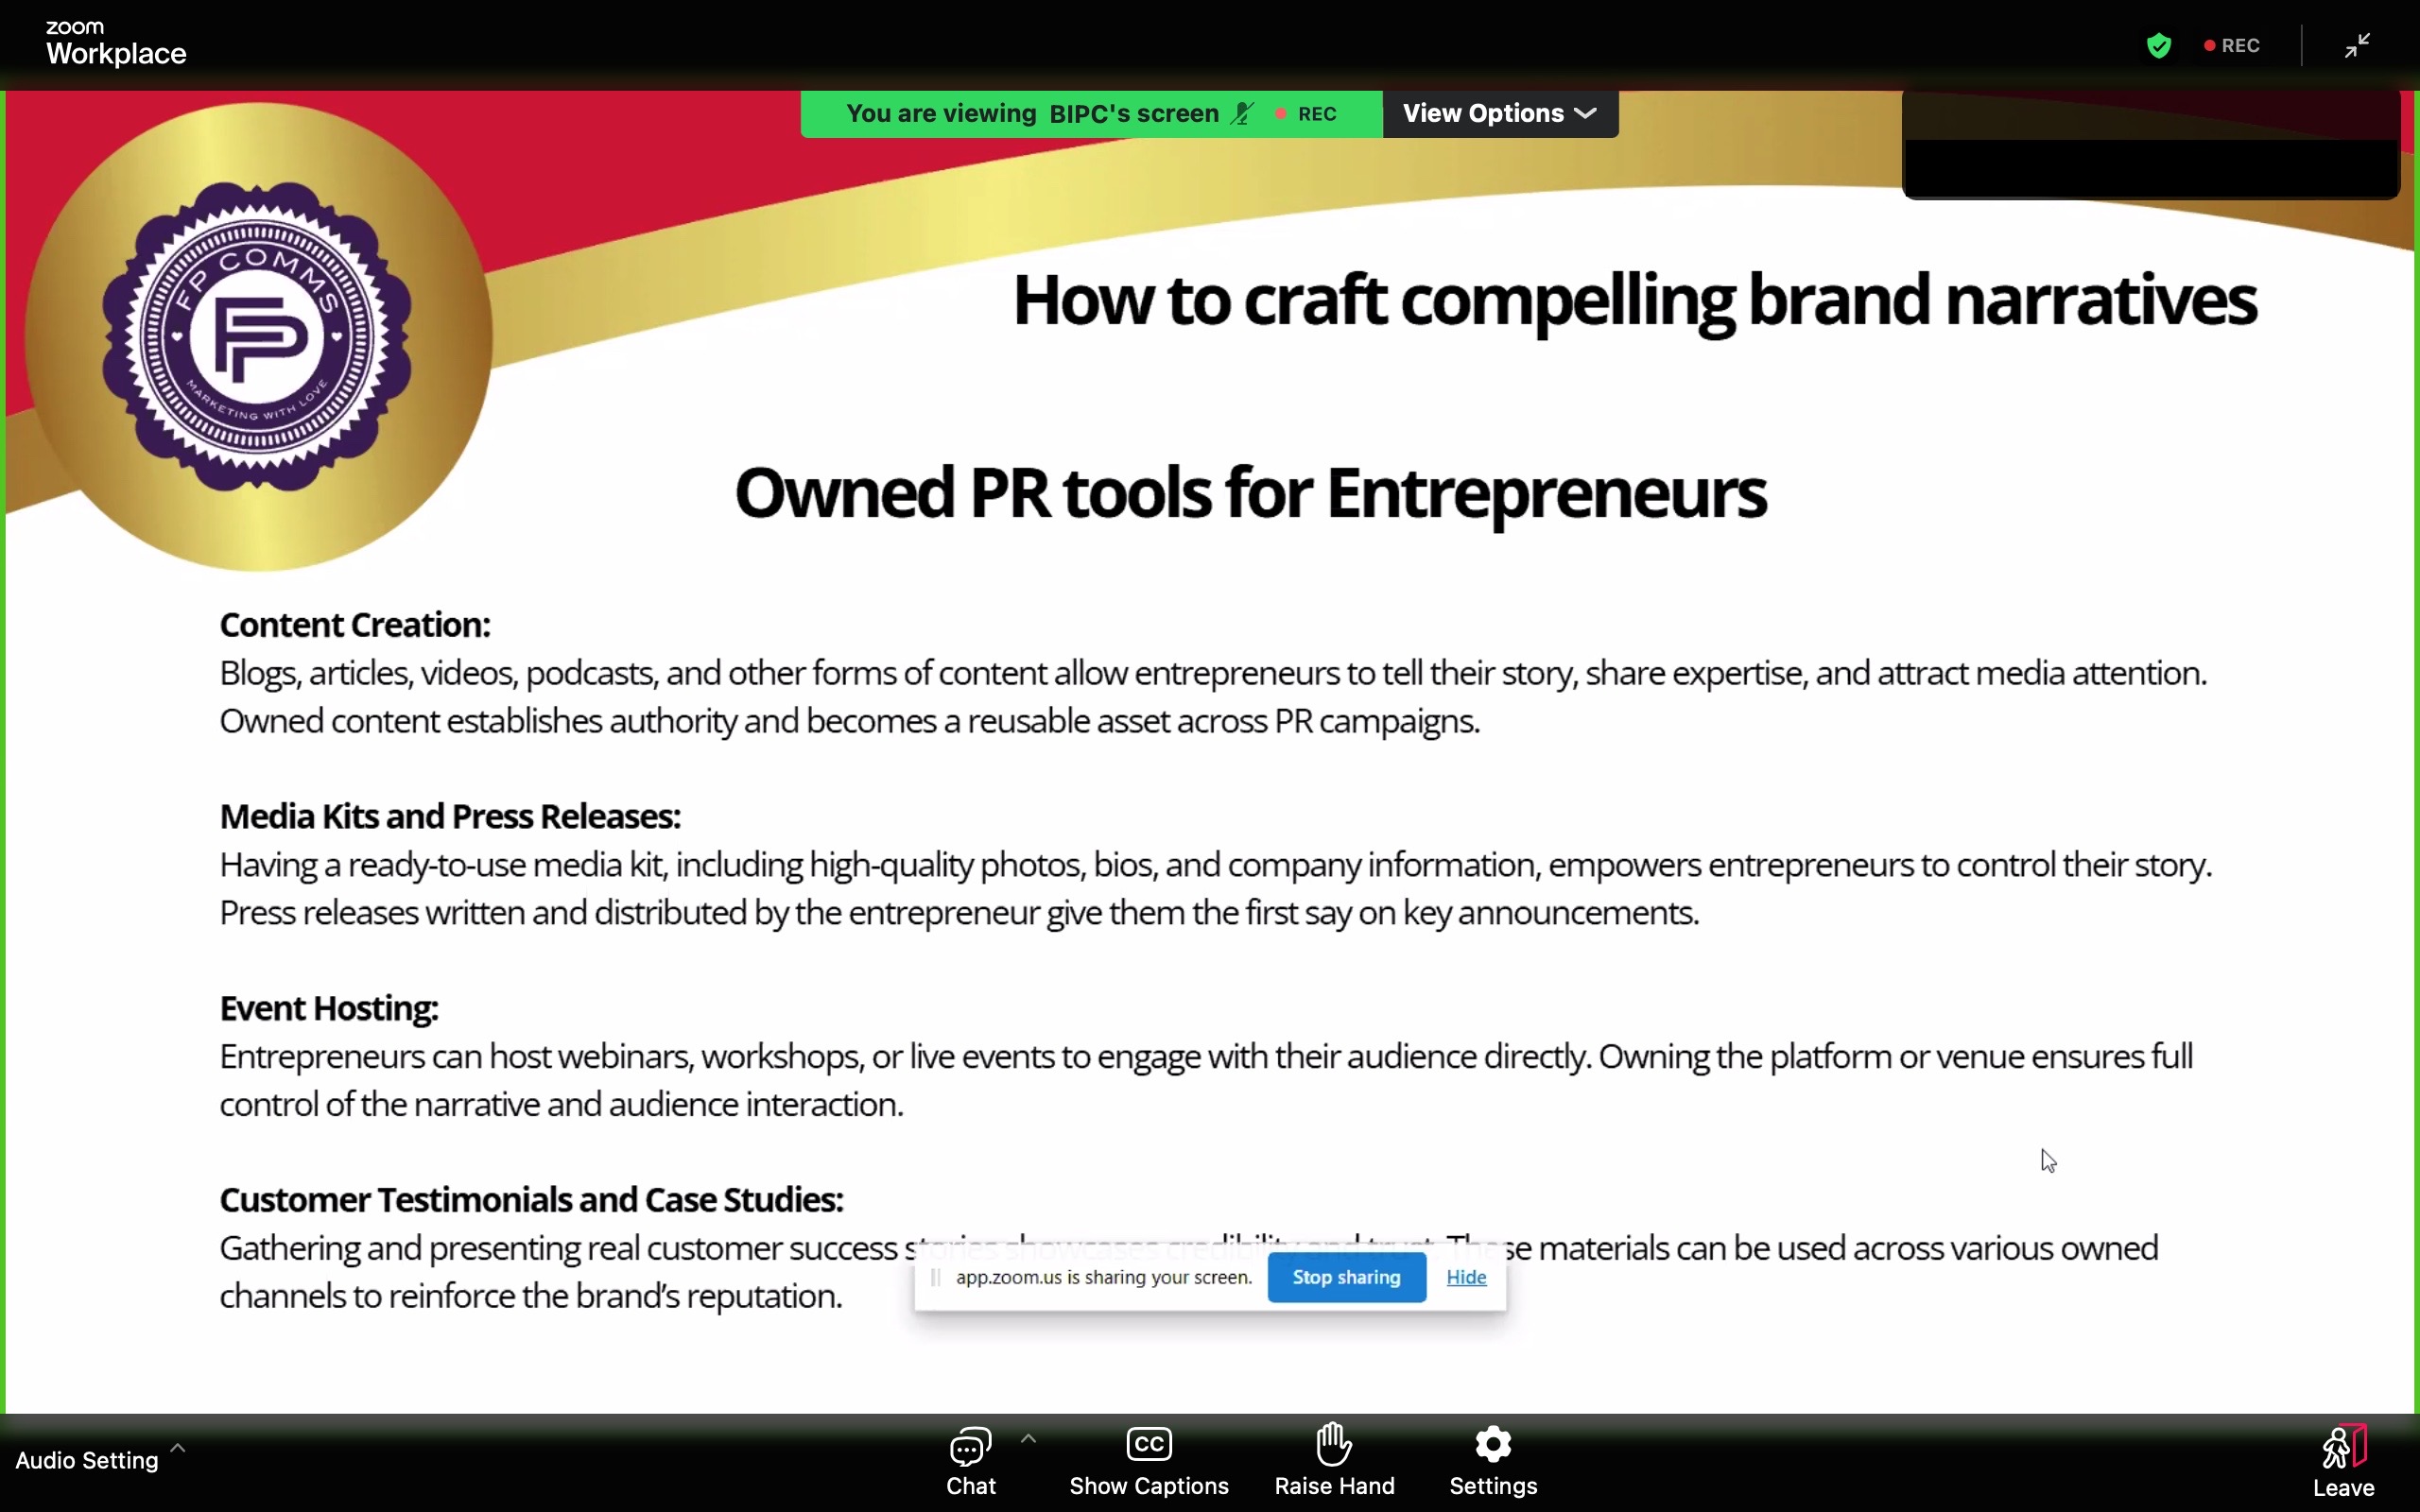 zoom
Workplace
REC
You are viewing BIPC's screen REC View Options
FP COMMS
FP
MARKETING WITH LOVE
How to craft compelling brand narratives
Owned PR tools for Entrepreneurs
Content Creation:
Blogs, articles, videos, podcasts, and other forms of content allow entrepreneurs to tell their story, share expertise, and attract media attention.
Owned content establishes authority and becomes a reusable asset across PR campaigns.
Media Kits and Press Releases:
Having a ready-to-use media kit, including high-quality photos, bios, and company information, empowers entrepreneurs to control their story.
Press releases written and distributed by the entrepreneur give them the first say on key announcements.
Event Hosting:
Entrepreneurs can host webinars, workshops, or live events to engage with their audience directly. Owning the platform or venue ensures full
control of the narrative and audience interaction.
Customer Testimonials and Case Studies:
Gathering and presenting real customer success stories showcases credibility and trust. These materials can be used across various owned
channels to reinforce the brand’s reputation.
app.zoom.us is sharing your screen. Stop sharing Hide
Audio Setting
Chat
CC
Show Captions
Raise Hand
Settings
Leave